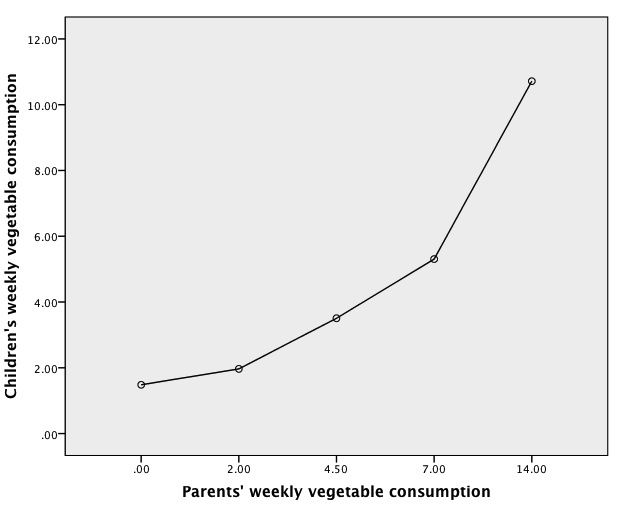 Children's weekly vegetable consumption
12.00
10.00
8.00
6.00
4.00
2.00
.00
.00 2.00 4.50 7.00 14.00
Parents' weekly vegetable consumption